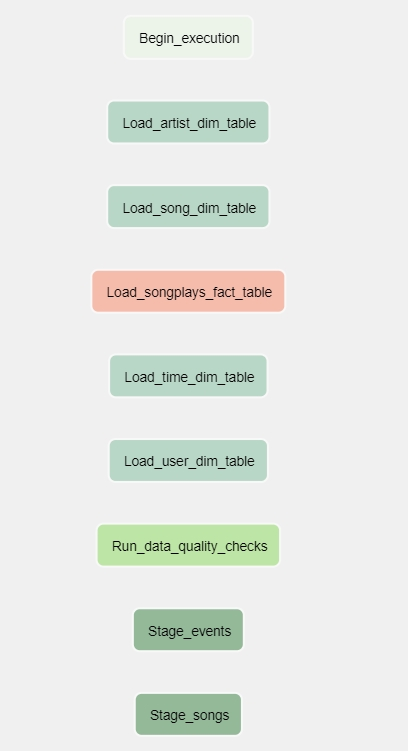 Begin_execution
Load_artist_dim_table
Load_song_dim_table
Load_songplays_fact_table
Load_time_dim_table
Load_user_dim_table
Run_data_quality_checks
Stage_events
Stage_songs